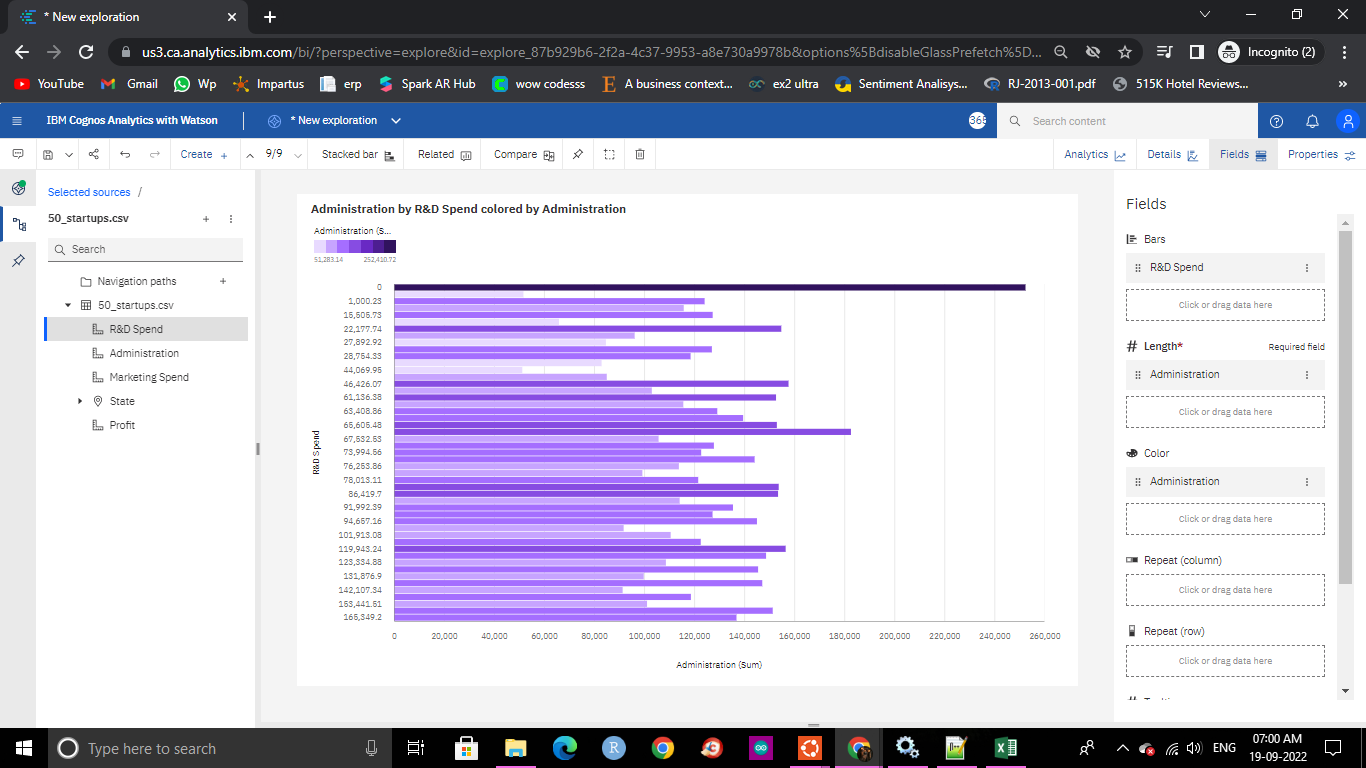 * New exploration
us3.ca.analytics.ibm.com/bi/?perspective=explore&id=explore_87b929b6-2f2a-4c37-9953-a8e730a9978b&options%5BdisableGlassPrefetch%5D...
Incognito (2)
YouTube
Gmail
Wp
Impartus
erp
Spark AR Hub
wow codesss
A business context...
ex2 ultra
Sentiment Analisys...
RJ-2013-001.pdf
515K Hotel Reviews...
IBM Cognos Analytics with Watson
* New exploration
365
Search content
Create +
9/9
Stacked bar
Related
Compare
Analytics
Details
Fields
Properties
Selected sources /
50_startups.csv
Search
Navigation paths
50_startups.csv
R&D Spend
Administration
Marketing Spend
State
Profit
Administration by R&D Spend colored by Administration
Administration (S...
51,283.14 252,410.72
R&D Spend
0
1,000.23
15,505.73
22,177.74
27,892.92
28,754.33
44,069.95
46,426.07
61,136.38
63,408.86
66,605.48
67,532.53
73,994.56
76,253.86
78,013.11
86,419.7
91,992.39
94,657.16
101,913.08
119,943.24
123,334.88
131,876.9
142,107.34
153,441.51
165,349.2
0 20,000 40,000 60,000 80,000 100,000 120,000 140,000 160,000 180,000 200,000 220,000 240,000 260,000
Administration (Sum)
Fields
Bars
R&D Spend
Click or drag data here
Length* Required field
Administration
Click or drag data here
Color
Administration
Click or drag data here
Repeat (column)
Click or drag data here
Repeat (row)
Click or drag data here
Type here to search
R
ENG
07:00 AM
19-09-2022